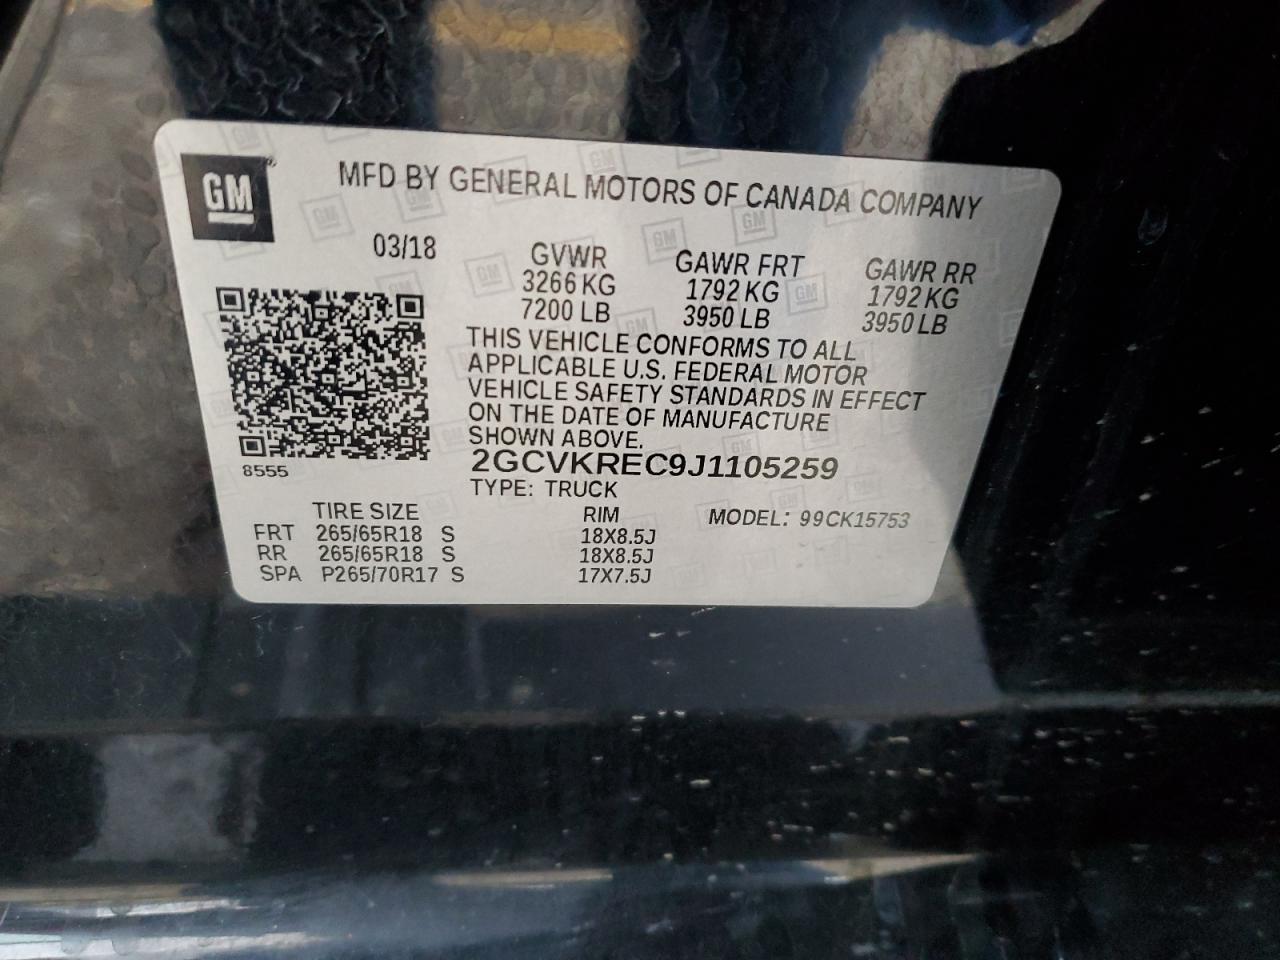 GM
MFD BY GENERAL MOTORS OF CANADA COMPANY
03/18
GVWR GAWR FRT GAWR RR
3266 KG 1792 KG 1792 KG
7200 LB 3950 LB 3950 LB
THIS VEHICLE CONFORMS TO ALL
APPLICABLE U.S. FEDERAL MOTOR
VEHICLE SAFETY STANDARDS IN EFFECT
ON THE DATE OF MANUFACTURE
SHOWN ABOVE.
8555
2GCVKREC9J1105259
TYPE: TRUCK
TIRE SIZE RIM MODEL: 99CK15753
FRT 265/65R18 S 18X8.5J
RR 265/65R18 S 18X8.5J
SPA P265/70R17 S 17X7.5J